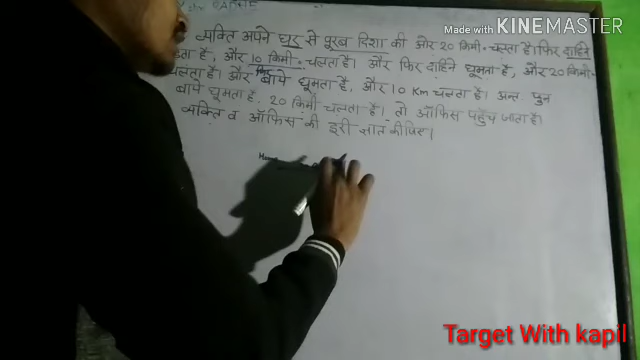 Made with KINEMASTER
व्यक्ति अपने घर से पूरब दिशा की ओर 20 किमी॰ चलता है। फिर दाहिने
है, और 10 किमी॰ चलता है। और फिर दाहिने घूमता है, और 20 किमी॰
चलता है। और फिर बायें घूमता है, और 10 Km चलता है। अन्त पुन
बायें घूमता है 20 किमी चलता है। तो ऑफिस पहुँच जाता है।
व्यक्ति व ऑफिस की दूरी ज्ञात कीजिए।
Target With kapil